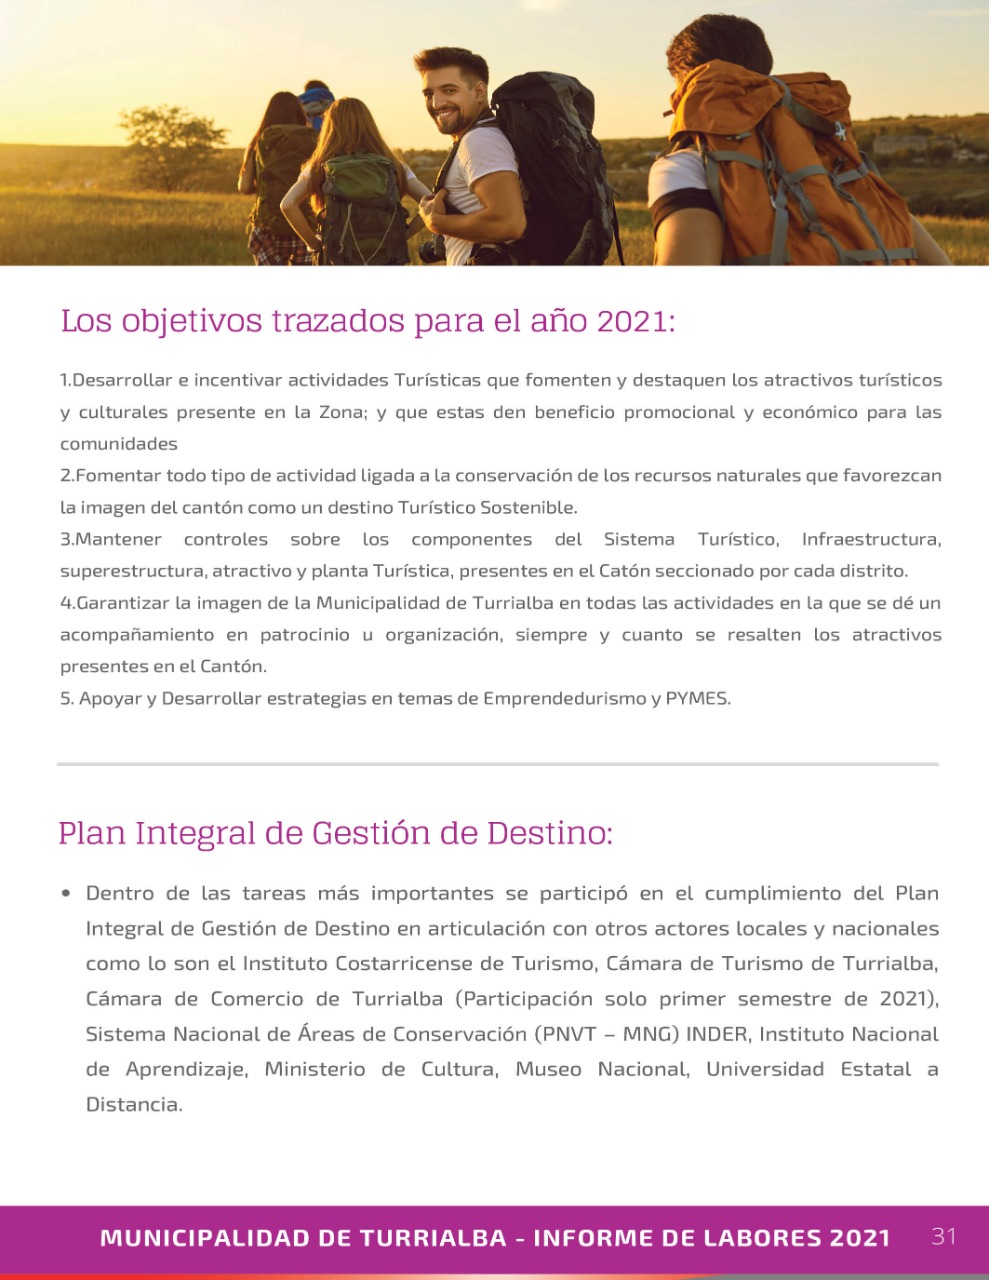 Los objetivos trazados para el año 2021:
1.Desarrollar e incentivar actividades Turísticas que fomenten y destaquen los atractivos turísticos
y culturales presente en la Zona; y que estas den beneficio promocional y económico para las
comunidades
2.Fomentar todo tipo de actividad ligada a la conservación de los recursos naturales que favorezcan
la imagen del cantón como un destino Turístico Sostenible.
3.Mantener controles sobre los componentes del Sistema Turístico, Infraestructura,
superestructura, atractivo y planta Turística, presentes en el Catón seccionado por cada distrito.
4.Garantizar la imagen de la Municipalidad de Turrialba en todas las actividades en la que se dé un
acompañamiento en patrocinio u organización, siempre y cuanto se resalten los atractivos
presentes en el Cantón.
5. Apoyar y Desarrollar estrategias en temas de Emprendedurismo y PYMES.
Plan Integral de Gestión de Destino:
• Dentro de las tareas más importantes se participó en el cumplimiento del Plan
Integral de Gestión de Destino en articulación con otros actores locales y nacionales
como lo son el Instituto Costarricense de Turismo, Cámara de Turismo de Turrialba,
Cámara de Comercio de Turrialba (Participación solo primer semestre de 2021),
Sistema Nacional de Áreas de Conservación (PNVT – MNG) INDER, Instituto Nacional
de Aprendizaje, Ministerio de Cultura, Museo Nacional, Universidad Estatal a
Distancia.
MUNICIPALIDAD DE TURRIALBA - INFORME DE LABORES 2021 31